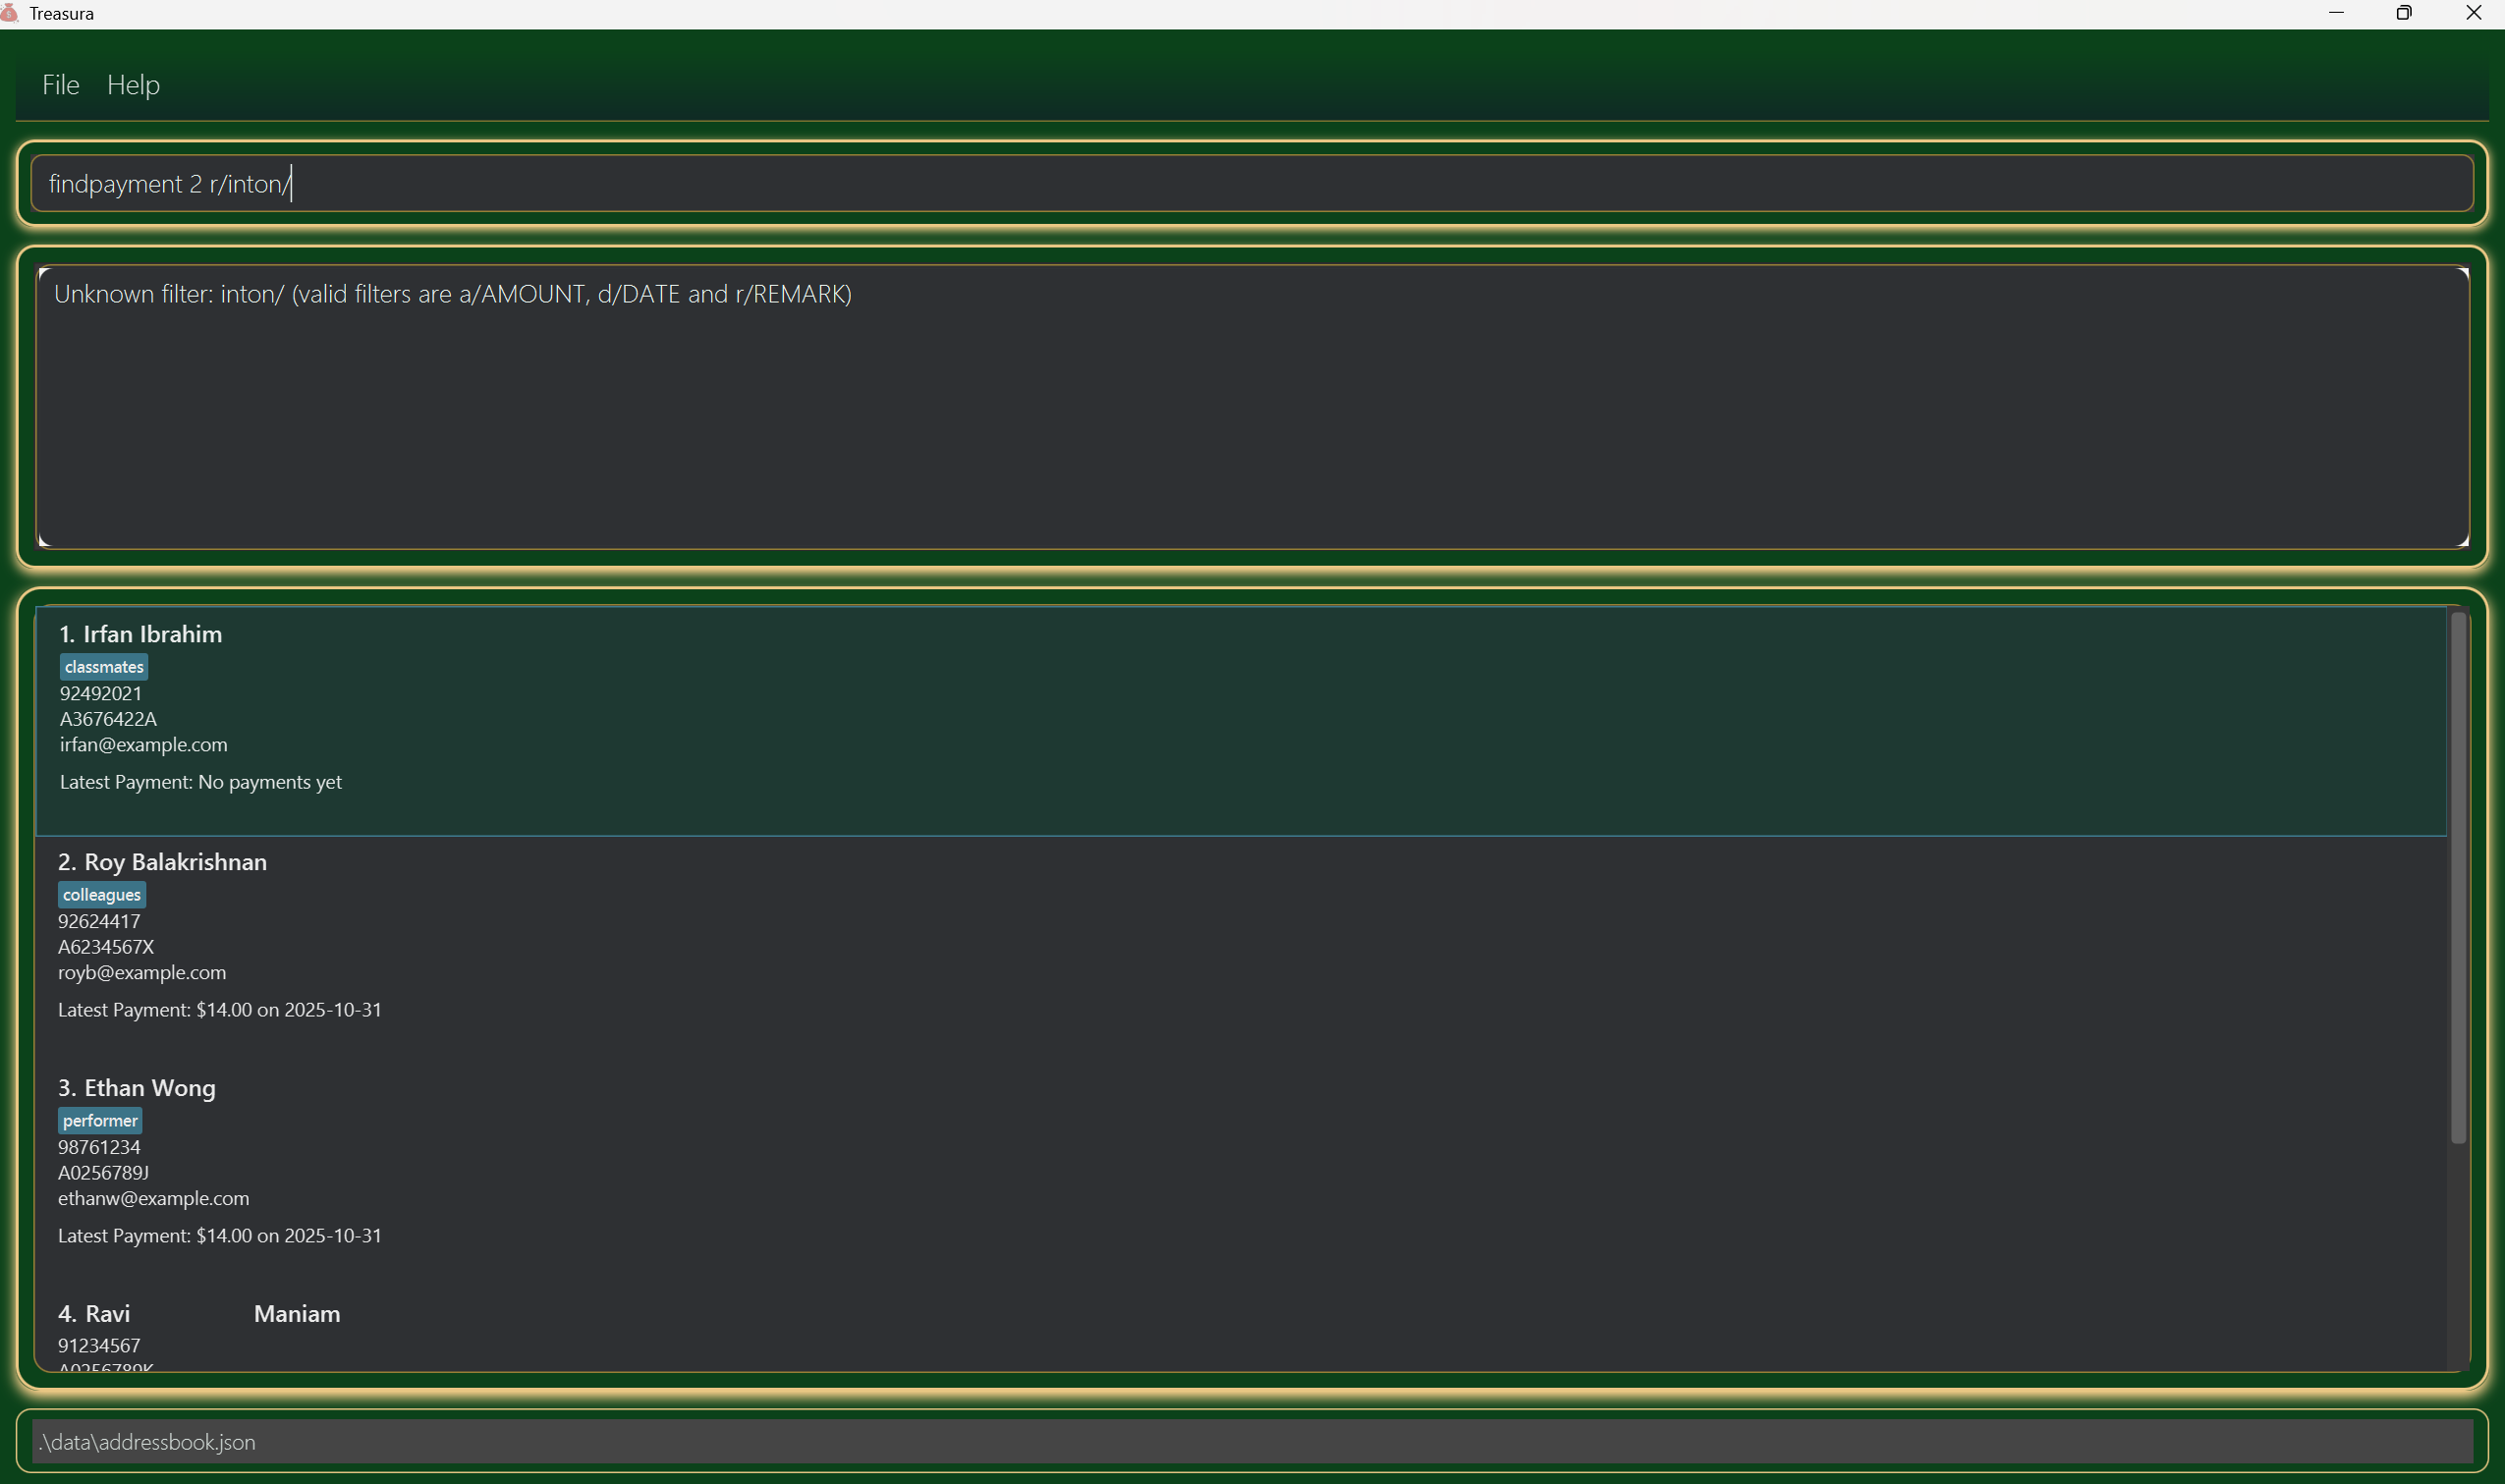 Treasura
File Help
findpayment 2 r/inton/
Unknown filter: inton/ (valid filters are a/AMOUNT, d/DATE and r/REMARK)
1. Irfan Ibrahim
classmates
92492021
A3676422A
irfan@example.com
Latest Payment: No payments yet
2. Roy Balakrishnan
colleagues
92624417
A6234567X
royb@example.com
Latest Payment: $14.00 on 2025-10-31
3. Ethan Wong
performer
98761234
A0256789J
ethanw@example.com
Latest Payment: $14.00 on 2025-10-31
4. Ravi Maniam
91234567
A0256789K
.\data\addressbook.json